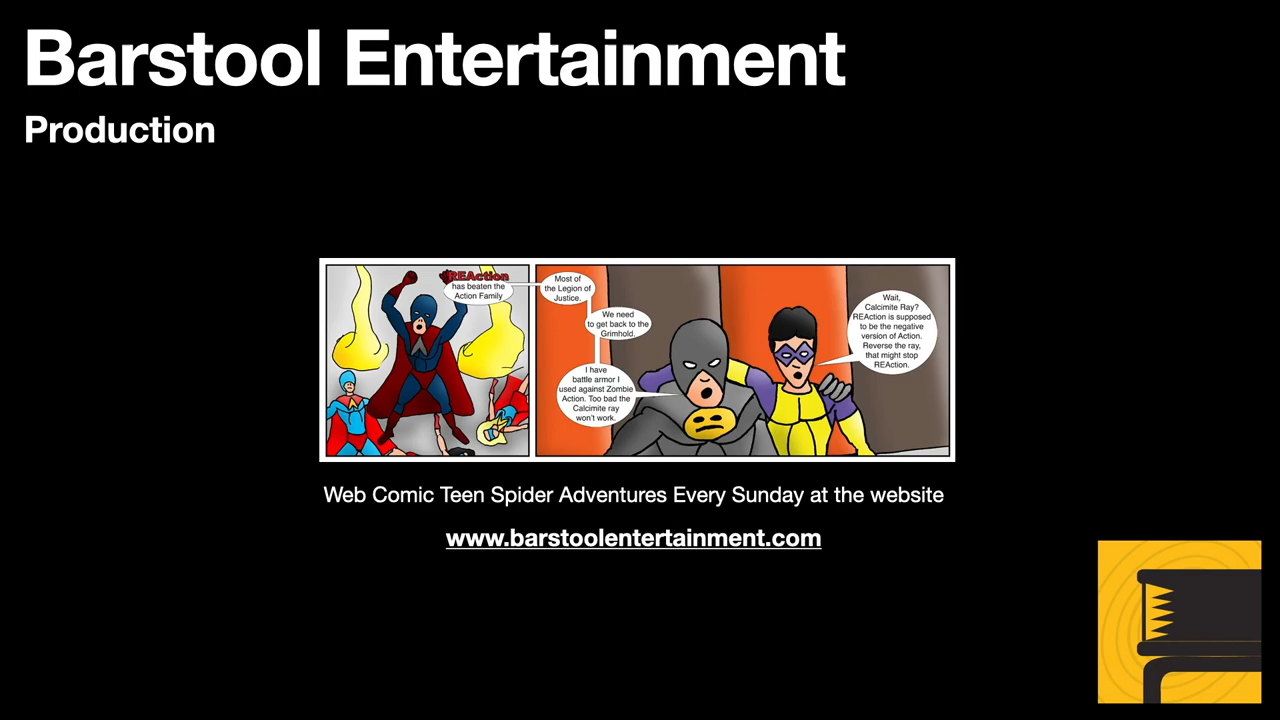 Barstool Entertainment
Production
REAction
has beaten the
Action Family
Most of
the Legion of
Justice.
We need
to get back to the
Grimhold.
I have
battle armor I
used against Zombie
Action. Too bad the
Calcimite ray
won't work.
Wait,
Calcimite Ray?
REAction is supposed
to be the negative
version of Action.
Reverse the ray,
that might stop
REAction.
Web Comic Teen Spider Adventures Every Sunday at the website
www.barstoolentertainment.com